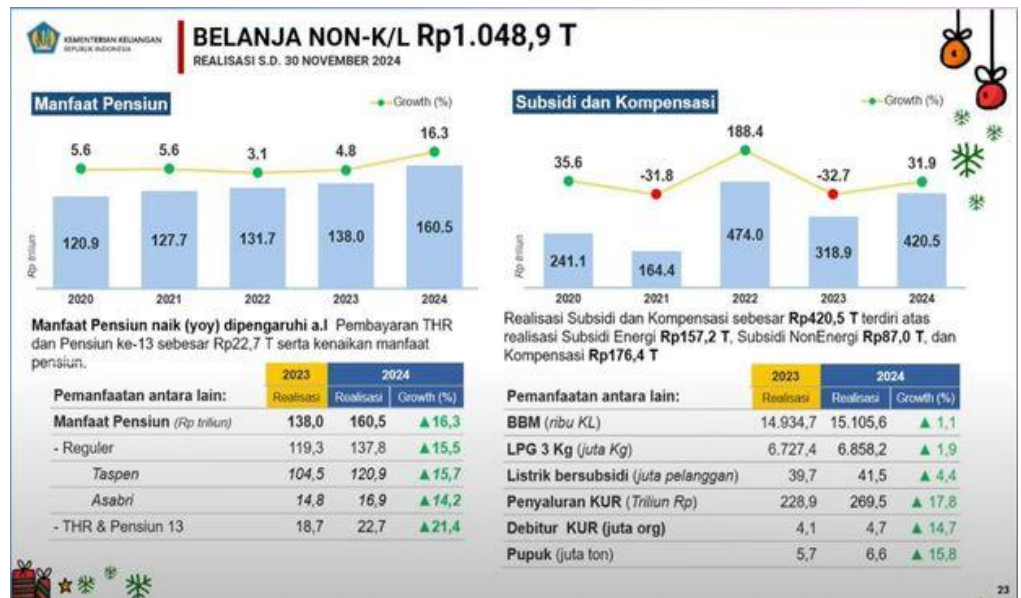 KEMENTERIAN KEUANGAN
REPUBLIK INDONESIA
BELANJA NON-K/L Rp1.048,9 T
REALISASI S.D. 30 NOVEMBER 2024
Manfaat Pensiun
Growth (%)
5.6 5.6 3.1 4.8 16.3
Rp triliun
120.9 127.7 131.7 138.0 160.5
2020 2021 2022 2023 2024
Manfaat Pensiun naik (yoy) dipengaruhi a.l Pembayaran THR
dan Pensiun ke-13 sebesar Rp22,7 T serta kenaikan manfaat
pensiun.
2023 2024
Pemanfaatan antara lain: Realisasi Realisasi Growth (%)
Manfaat Pensiun (Rp triliun) 138,0 160,5 ▲16,3
- Reguler 119,3 137,8 ▲15,5
Taspen 104,5 120,9 ▲15,7
Asabri 14,8 16,9 ▲14,2
- THR & Pensiun 13 18,7 22,7 ▲21,4
Subsidi dan Kompensasi
Growth (%)
35.6 -31.8 188.4 -32.7 31.9
Rp triliun
241.1 164.4 474.0 318.9 420.5
2020 2021 2022 2023 2024
Realisasi Subsidi dan Kompensasi sebesar Rp420,5 T terdiri atas
realisasi Subsidi Energi Rp157,2 T, Subsidi NonEnergi Rp87,0 T, dan
Kompensasi Rp176,4 T
2023 2024
Pemanfaatan antara lain: Realisasi Realisasi Growth (%)
BBM (ribu KL) 14.934,7 15.105,6 ▲ 1,1
LPG 3 Kg (juta Kg) 6.727,4 6.858,2 ▲ 1,9
Listrik bersubsidi (juta pelanggan) 39,7 41,5 ▲ 4,4
Penyaluran KUR (Triliun Rp) 228,9 269,5 ▲ 17,8
Debitur KUR (juta org) 4,1 4,7 ▲ 14,7
Pupuk (juta ton) 5,7 6,6 ▲ 15,8
23